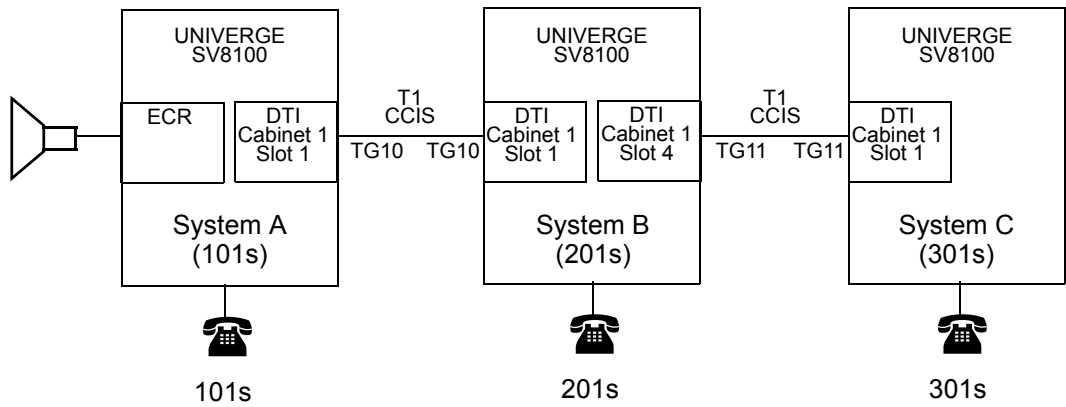 UNIVERGE
SV8100
UNIVERGE
SV8100
UNIVERGE
SV8100
ECR
DTI
Cabinet 1
Slot 1
T1
CCIS
TG10
TG10
DTI
Cabinet 1
Slot 1
DTI
Cabinet 1
Slot 4
T1
CCIS
TG11
TG11
DTI
Cabinet 1
Slot 1
System A
(101s)
System B
(201s)
System C
(301s)
101s
201s
301s